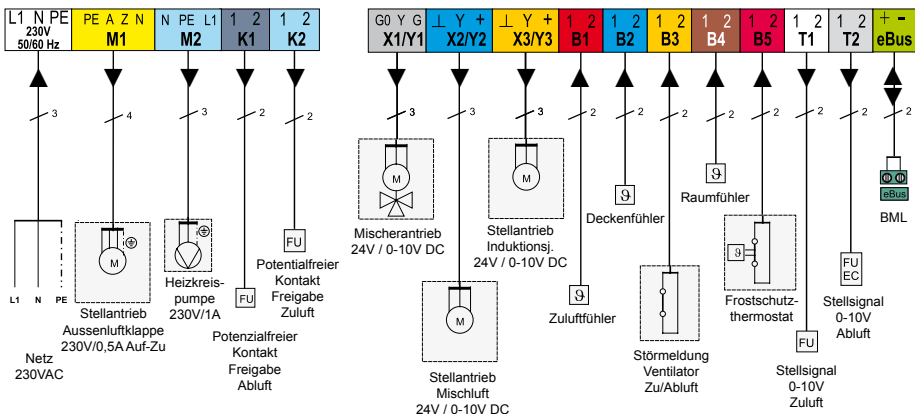 L1 N PE
230V
50/60 Hz
PE A Z N
M1
N PE L1
M2
1 2
K1
1 2
K2
G0 Y G
X1/Y1
⊥ Y +
X2/Y2
⊥ Y +
X3/Y3
1 2
B1
1 2
B2
1 2
B3
1 2
B4
1 2
B5
1 2
T1
1 2
T2
+ -
eBus
3
4
3
2
2
3
3
3
2
2
2
2
2
2
2
2
L1 N PE
Netz
230VAC
M
Stellantrieb
Aussenluftklappe
230V/0,5A Auf-Zu
Heizkreis-
pumpe
230V/1A
FU
Potenzialfreier
Kontakt
Freigabe
Abluft
FU
Potentialfreier
Kontakt
Freigabe
Zuluft
M
Mischerantrieb
24V / 0-10V DC
M
Stellantrieb
Mischluft
24V / 0-10V DC
M
Stellantrieb
Induktionsj.
24V / 0-10V DC
ϑ
Zuluftfühler
ϑ
Deckenfühler
Störmeldung
Ventilator
Zu/Abluft
ϑ
Raumfühler
ϑ
Frostschutz-
thermostat
FU
Stellsignal
0-10V
Zuluft
FU
EC
Stellsignal
0-10V
Abluft
eBus
BML